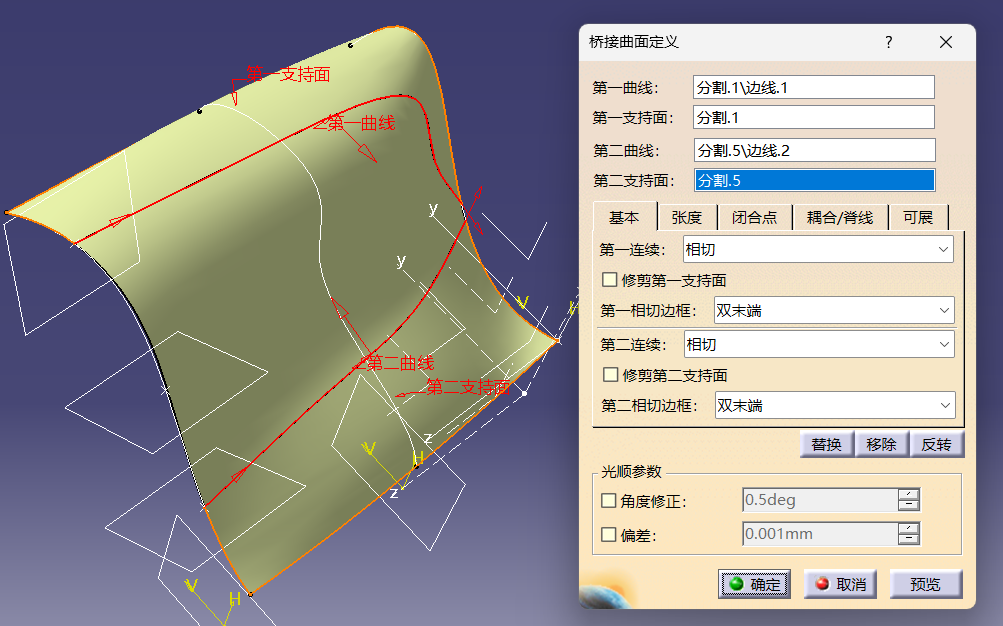 第一支持面
第一曲线
y
y
V
H
第二曲线
第二支持面
z
V
H
z
V
H
桥接曲面定义
?
第一曲线：
分割.1\边线.1
第一支持面：
分割.1
第二曲线：
分割.5\边线.2
第二支持面：
分割.5
基本 张度 闭合点 耦合/脊线 可展
第一连续： 相切
修剪第一支持面
第一相切边框： 双末端
第二连续： 相切
修剪第二支持面
第二相切边框： 双末端
替换 移除 反转
光顺参数
角度修正： 0.5deg
偏差： 0.001mm
确定 取消 预览